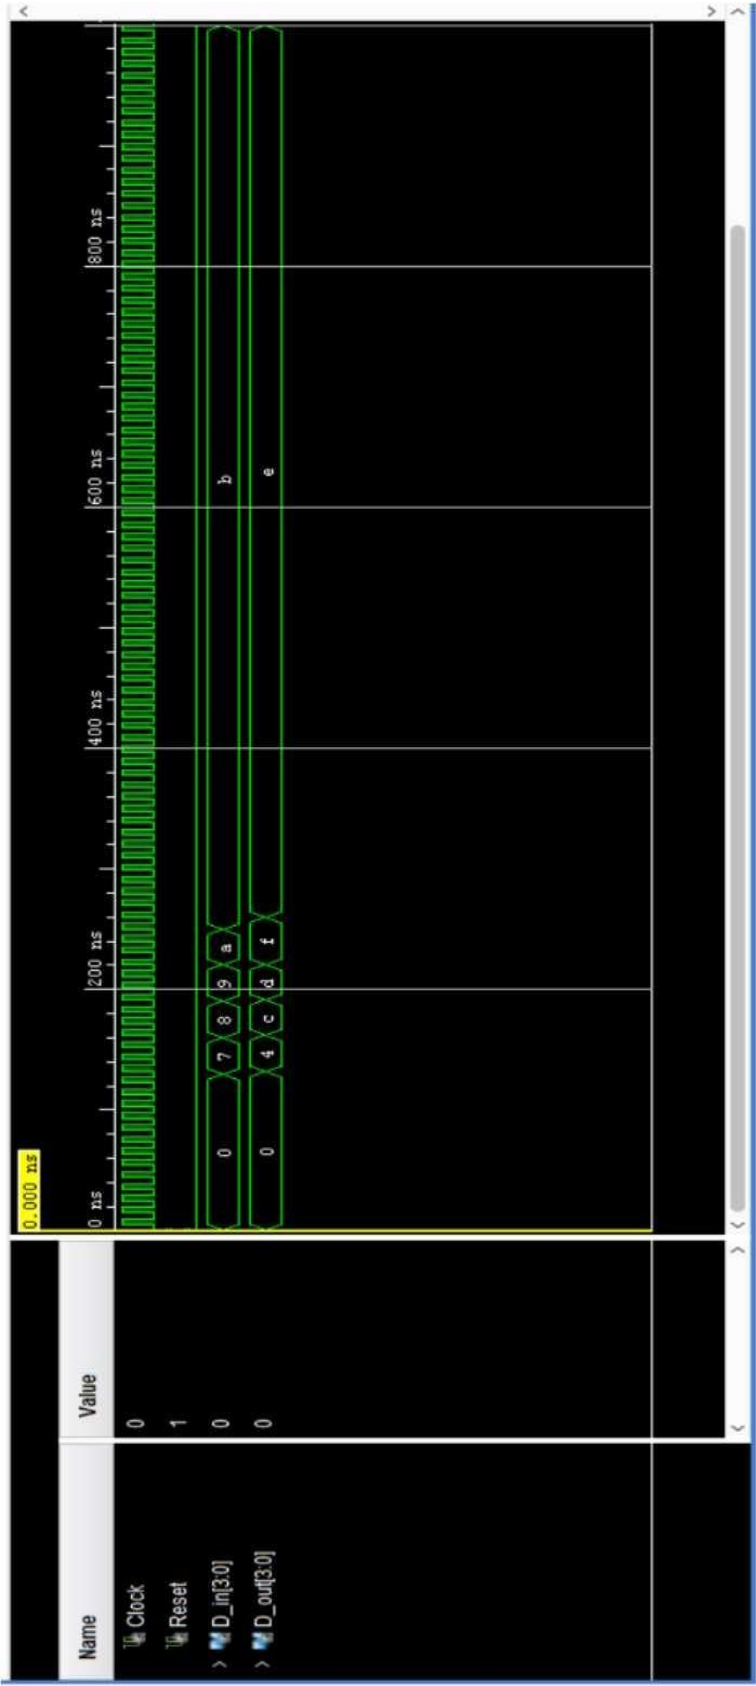 0.000 ns
Name Value 0 ns 200 ns 400 ns 600 ns 800 ns
Clock 0
Reset 1
D_in[3:0] 0 0 7 8 9 a b
D_out[3:0] 0 0 4 c d f e